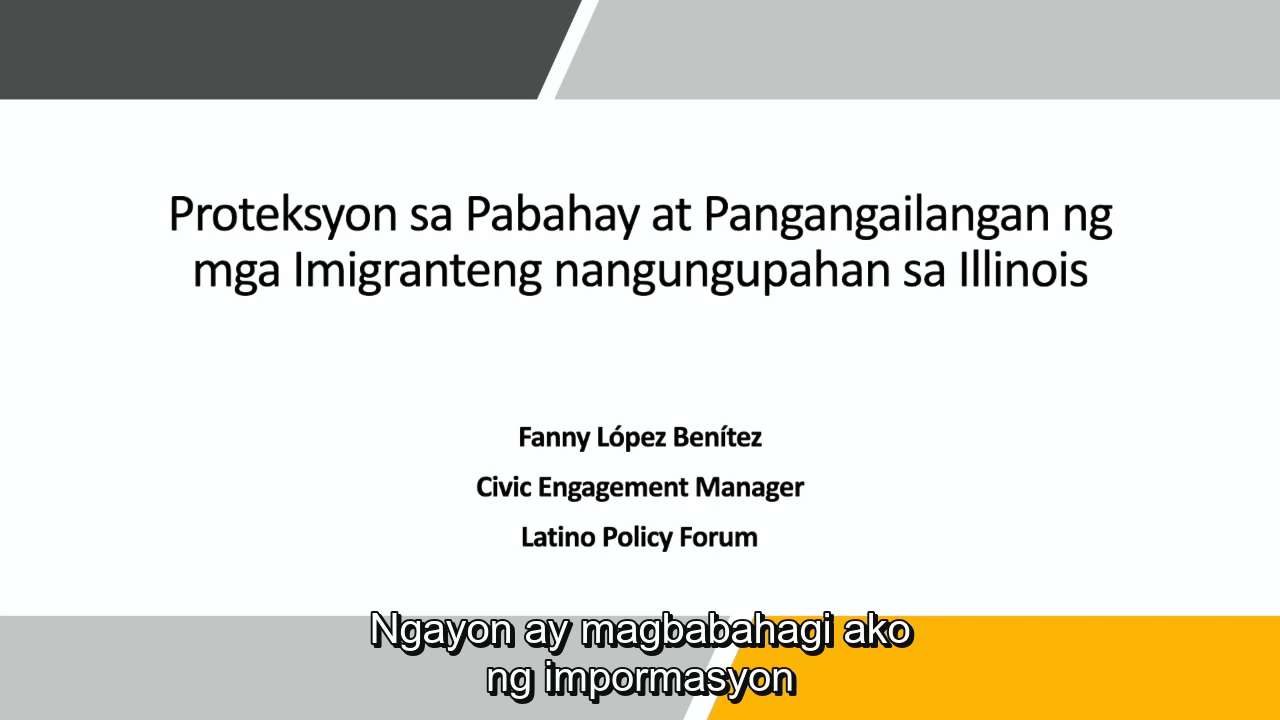 Proteksyon sa Pabahay at Pangangailangan ng
mga Imigranteng nangungupahan sa Illinois
Fanny López Benítez
Civic Engagement Manager
Latino Policy Forum
Ngayon ay magbabahagi ako
ng impormasyon